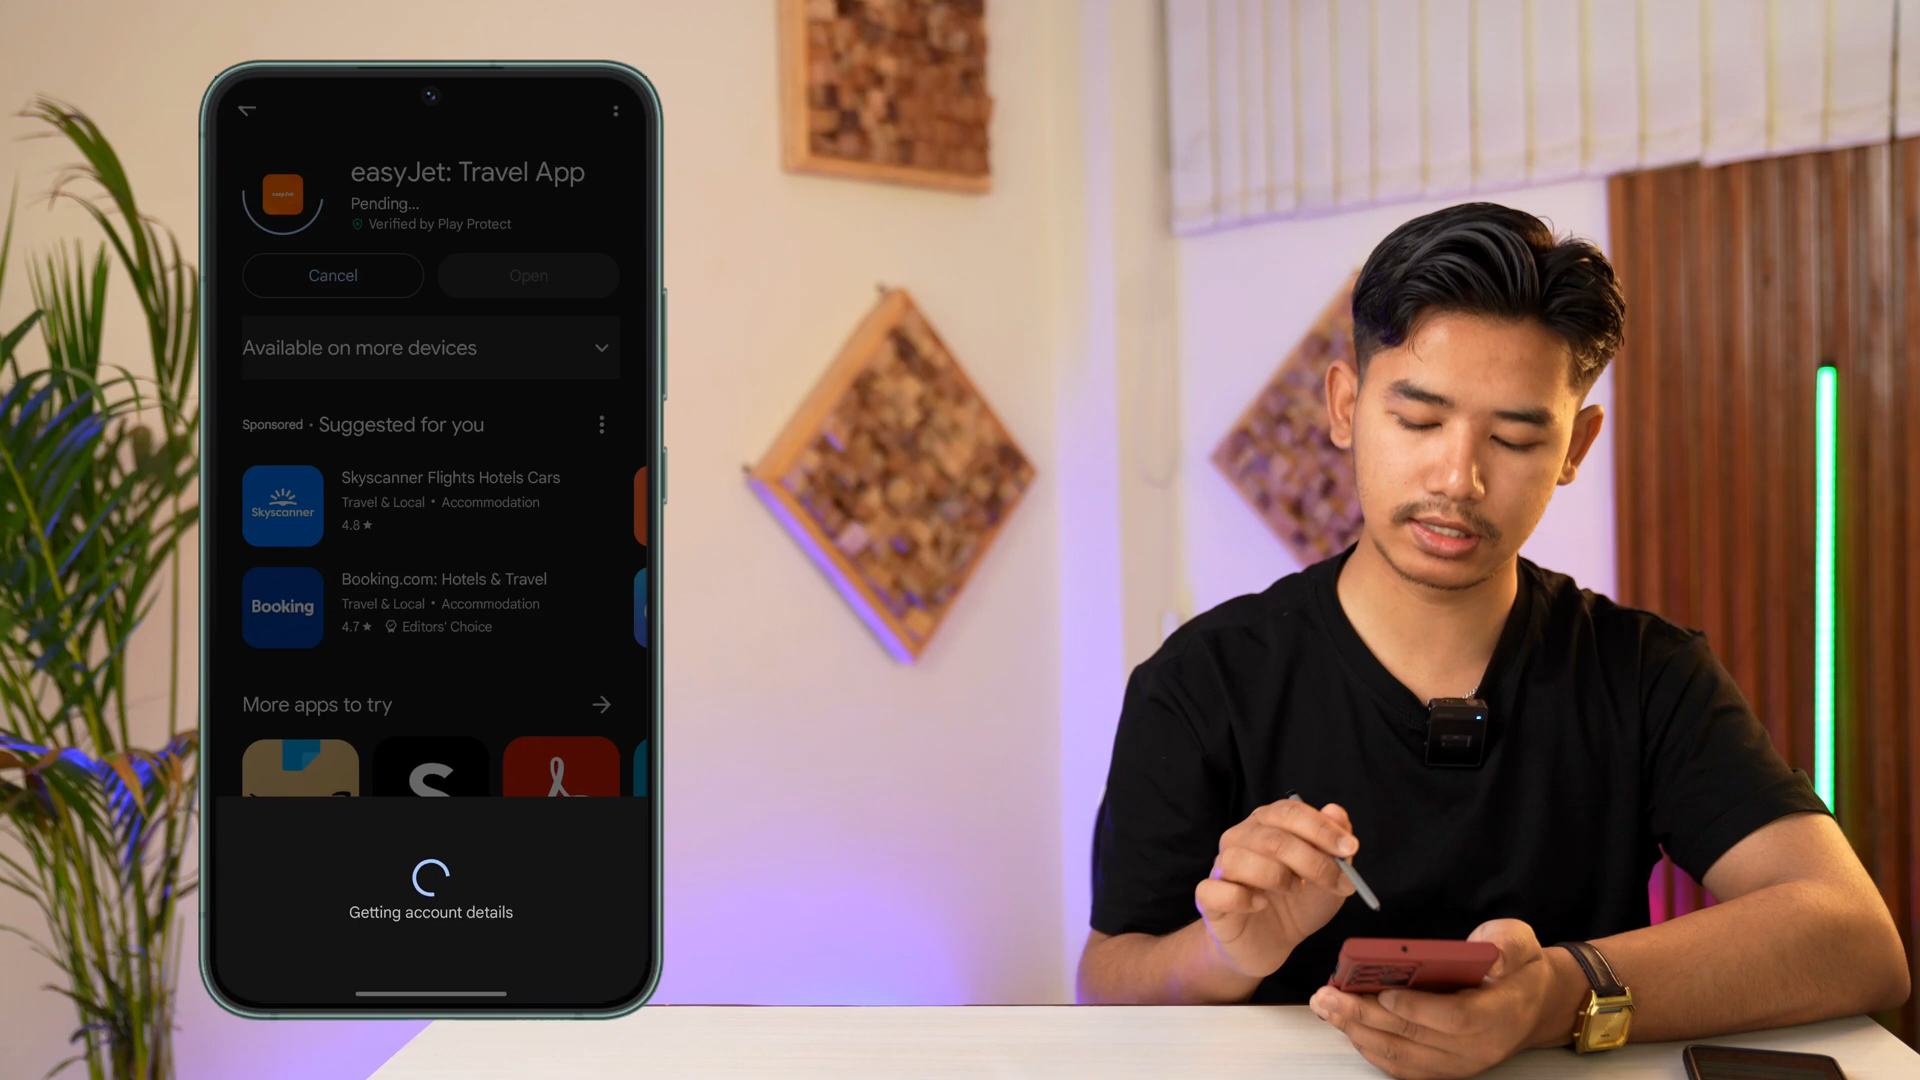 easyJet: Travel App
easyJet
Pending...
Verified by Play Protect
Cancel
Open
Available on more devices
Sponsored • Suggested for you
Skyscanner Flights Hotels Cars
Travel & Local • Accommodation
4.8★
Skyscanner
Booking.com: Hotels & Travel
Travel & Local • Accommodation
4.7★ Editors' Choice
Booking
More apps to try
S
Getting account details